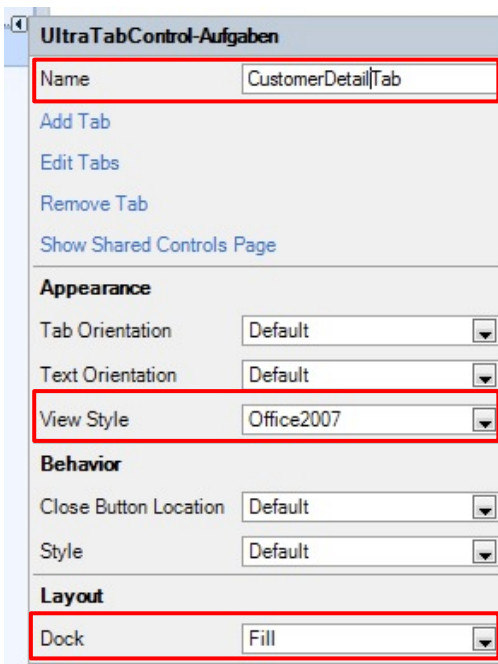 UltraTabControl-Aufgaben
Name CustomerDetailTab
Add Tab
Edit Tabs
Remove Tab
Show Shared Controls Page
Appearance
Tab Orientation Default
Text Orientation Default
View Style Office2007
Behavior
Close Button Location Default
Style Default
Layout
Dock Fill